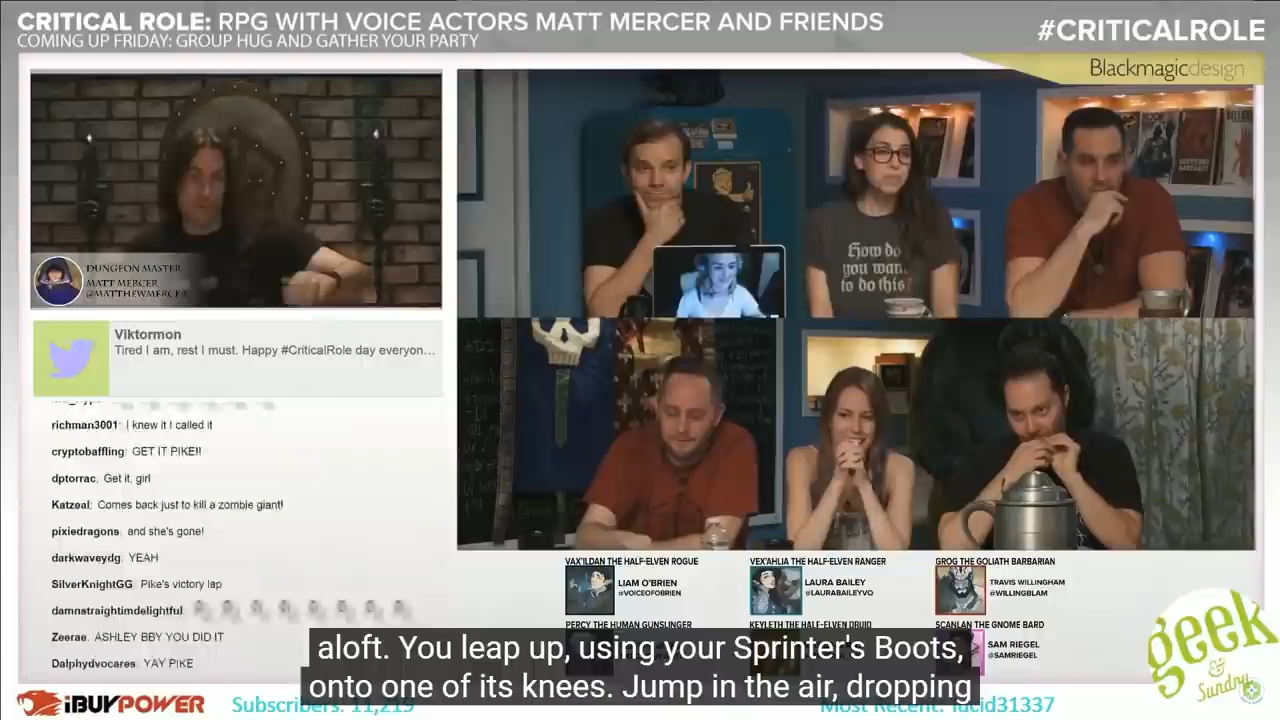 CRITICAL ROLE: RPG WITH VOICE ACTORS MATT MERCER AND FRIENDS
COMING UP FRIDAY: GROUP HUG AND GATHER YOUR PARTY
#CRITICALROLE
Blackmagicdesign
DUNGEON MASTER
MATT MERCER
@MATTHEWMERCER
How do
you want
to do this?
Viktormon
Tired I am, rest I must. Happy #CriticalRole day everyon...
richman3001: I knew it I called it
cryptobaffling: GET IT PIKE!!
dptorrac: Get it, girl
Katzeal: Comes back just to kill a zombie giant!
pixiedragons: and she's gone!
darkwaveydg: YEAH
SilverKnightGG: Pike's victory lap
damnstraightimdelightful
Zeerae: ASHLEY BBY YOU DID IT
Dalphydvocares: YAY PIKE
VAX'ILDAN THE HALF-ELVEN ROGUE
LIAM O'BRIEN
@VOICEOFOBRIEN
VEX'AHLIA THE HALF-ELVEN RANGER
LAURA BAILEY
@LAURABAILEYVO
GROG THE GOLIATH BARBARIAN
TRAVIS WILLINGHAM
@WILLINGBLAM
PERCY THE HUMAN GUNSLINGER
KEYLETH THE HALF-ELVEN DRUID
SCANLAN THE GNOME BARD
SAM RIEGEL
@SAMRIEGEL
aloft. You leap up, using your Sprinter's Boots,
onto one of its knees. Jump in the air, dropping
geek
&
Sundry
iBUYPOWER
Subscribers: 11,219
Most Recent: lucid31337